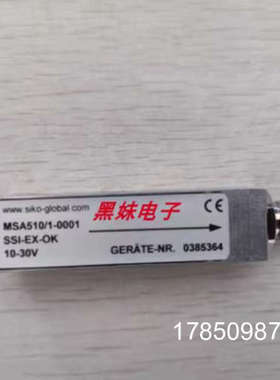 www.siko-global.com
MSA510/1-0001
SSI-EX-OK
10-30V
黑妹电子
CE
GERÄTE-NR. 0385364
17850987